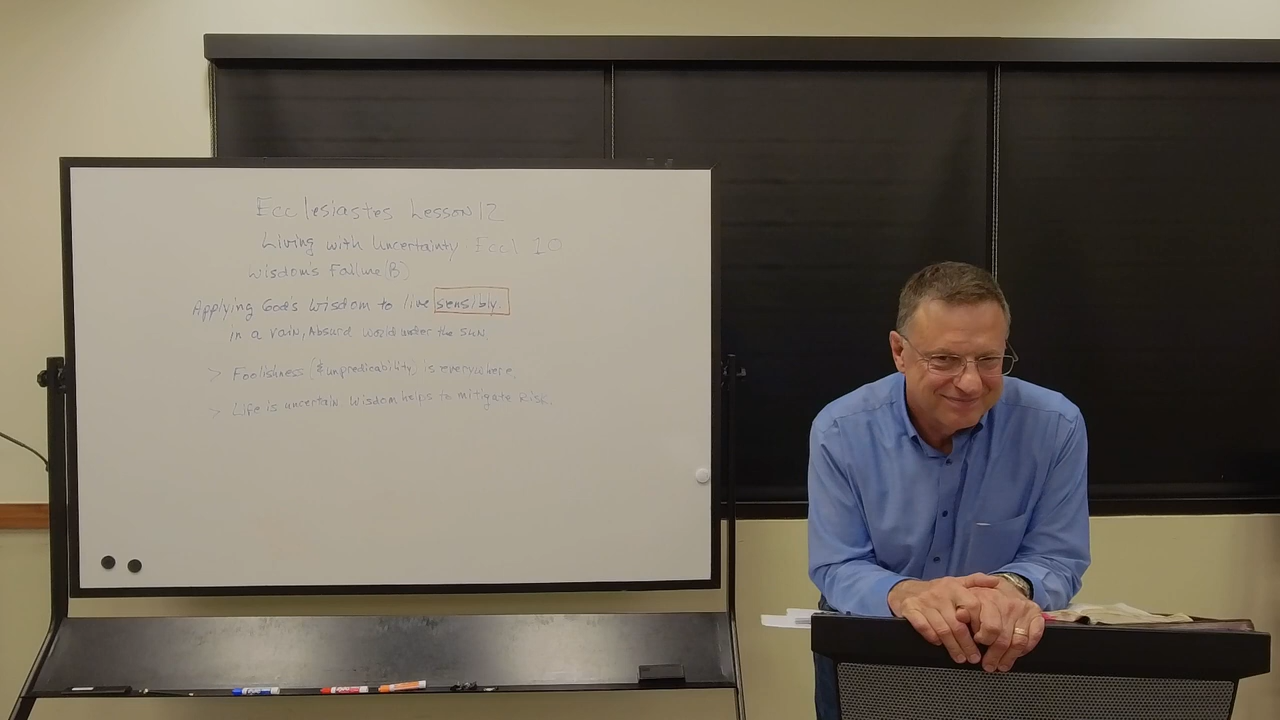 Ecclesiastes Lesson 12
Living with Uncertainty Eccl 10
Wisdom's Failure (B)
Applying God's Wisdom to live sensibly.
in a vain, Absurd World under the SUN.
> Foolishness (& unpredicability) is everywhere.
> Life is uncertain. Wisdom helps to mitigate Risk.